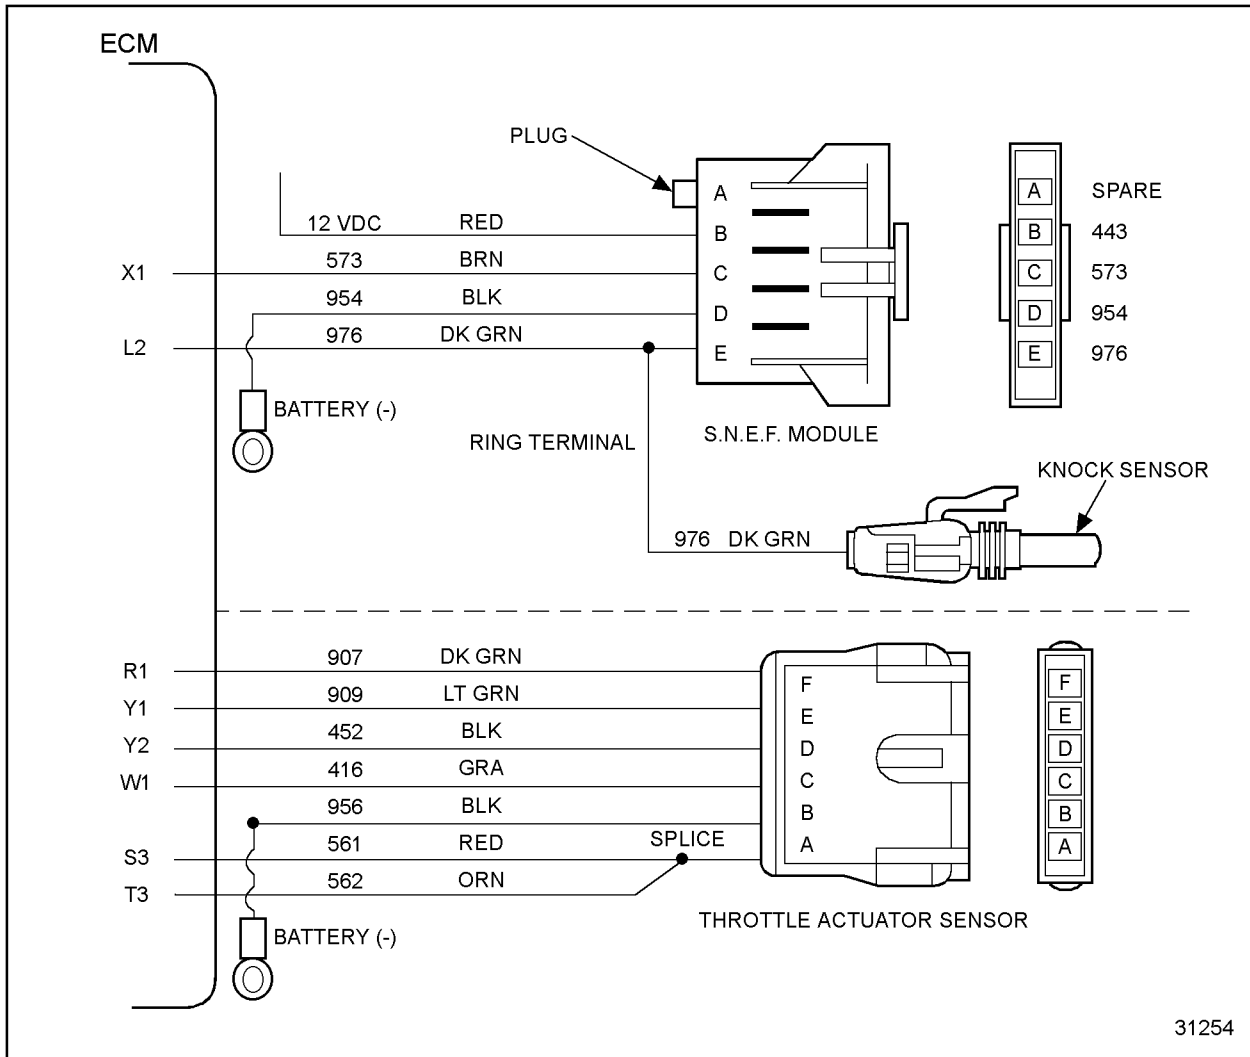 ECM
PLUG
A
SPARE
12 VDC RED
B
443
X1
573 BRN
C
573
954 BLK
D
954
L2
976 DK GRN
E
976
A
B
C
D
E
BATTERY (-)
RING TERMINAL
S.N.E.F. MODULE
KNOCK SENSOR
976 DK GRN
R1
907 DK GRN
F
Y1
909 LT GRN
E
Y2
452 BLK
D
W1
416 GRA
C
956 BLK
B
S3
561 RED
SPLICE
A
T3
562 ORN
F
E
D
C
B
A
THROTTLE ACTUATOR SENSOR
BATTERY (-)
31254